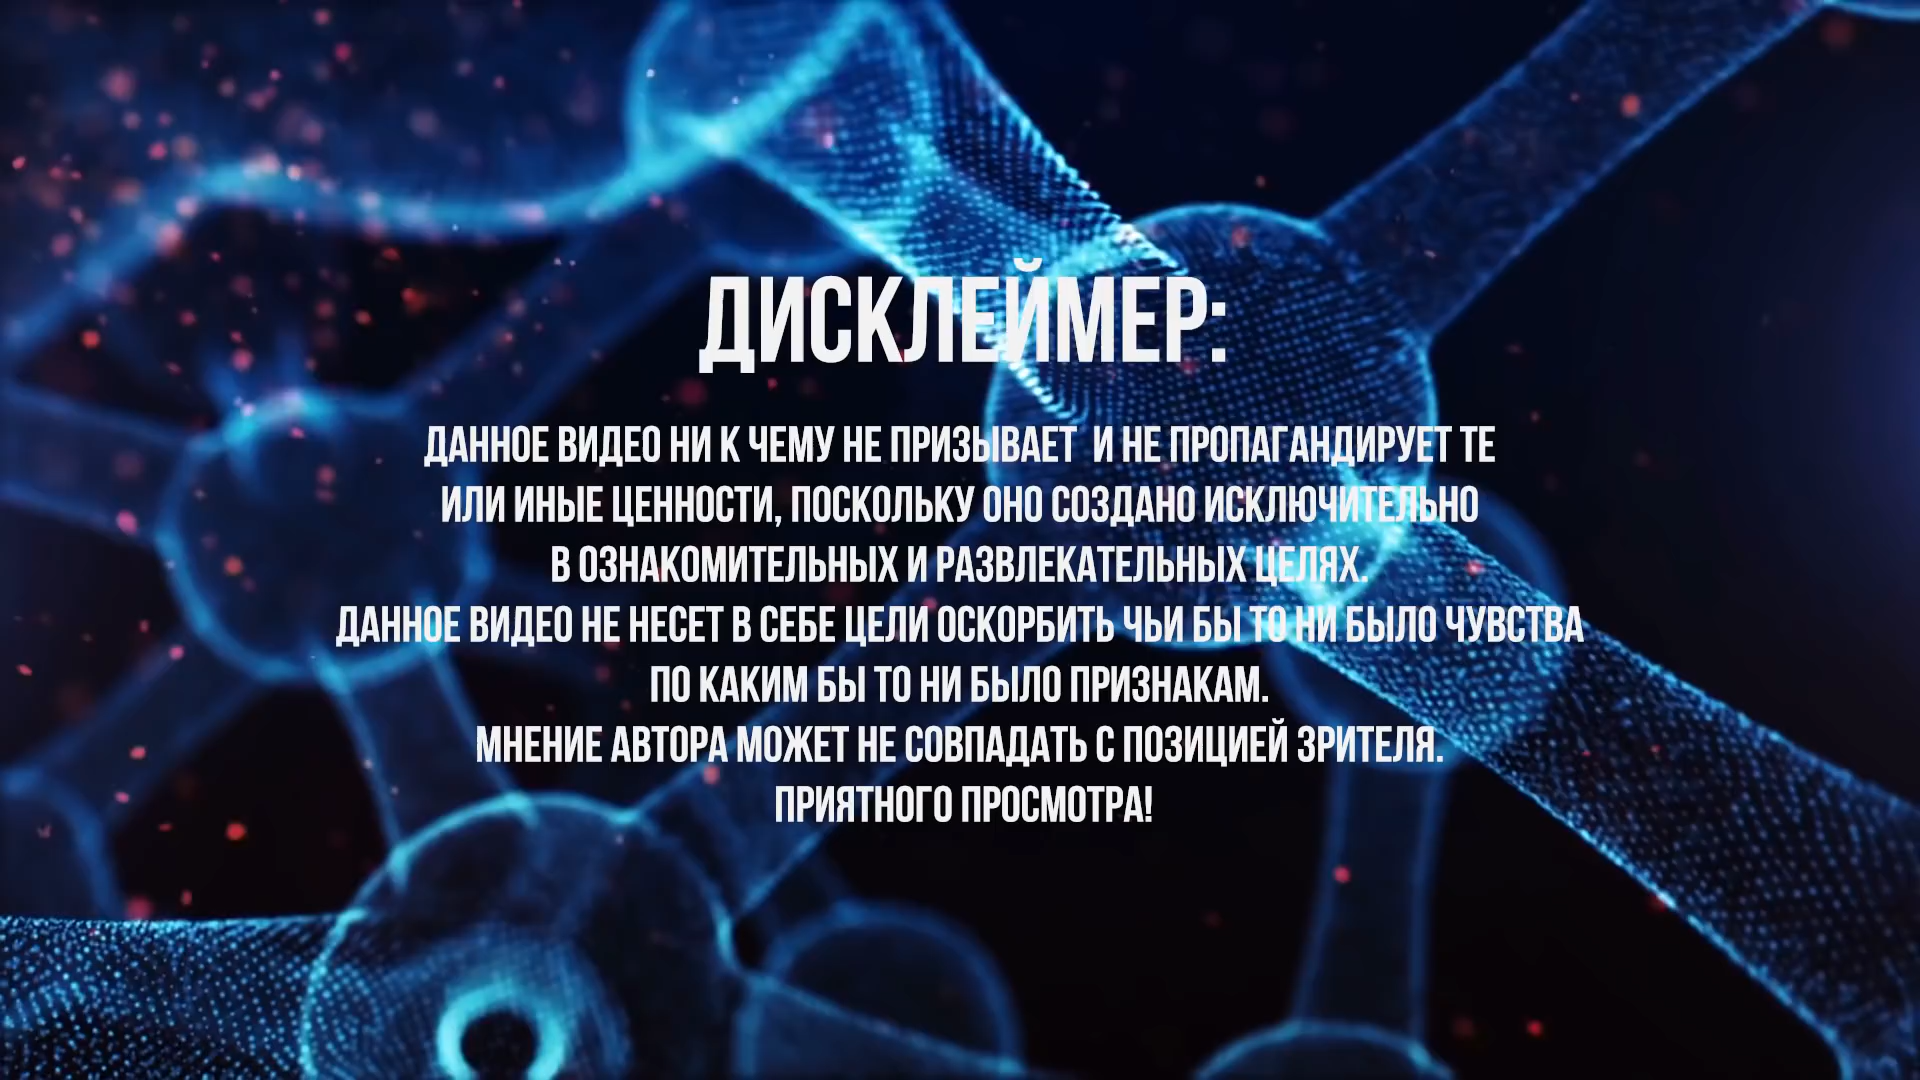 ДИСКЛЕЙМЕР:
ДАННОЕ ВИДЕО НИ К ЧЕМУ НЕ ПРИЗЫВАЕТ И НЕ ПРОПАГАНДИРУЕТ ТЕ
ИЛИ ИНЫЕ ЦЕННОСТИ, ПОСКОЛЬКУ ОНО СОЗДАНО ИСКЛЮЧИТЕЛЬНО
В ОЗНАКОМИТЕЛЬНЫХ И РАЗВЛЕКАТЕЛЬНЫХ ЦЕЛЯХ.
ДАННОЕ ВИДЕО НЕ НЕСЕТ В СЕБЕ ЦЕЛИ ОСКОРБИТЬ ЧЬИ БЫ ТО НИ БЫЛО ЧУВСТВА
ПО КАКИМ БЫ ТО НИ БЫЛО ПРИЗНАКАМ.
МНЕНИЕ АВТОРА МОЖЕТ НЕ СОВПАДАТЬ С ПОЗИЦИЕЙ ЗРИТЕЛЯ.
ПРИЯТНОГО ПРОСМОТРА!